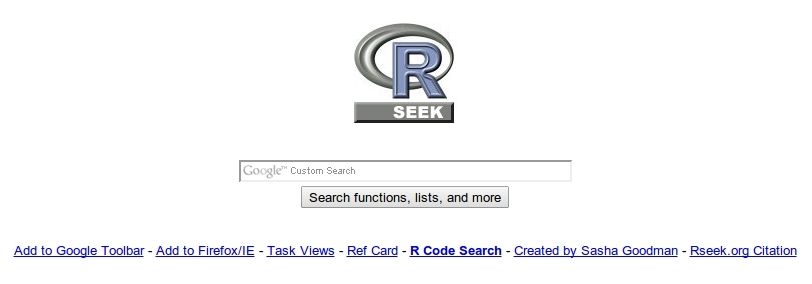 R
SEEK
Google™ Custom Search
Search functions, lists, and more
Add to Google Toolbar - Add to Firefox/IE - Task Views - Ref Card - R Code Search - Created by Sasha Goodman - Rseek.org Citation